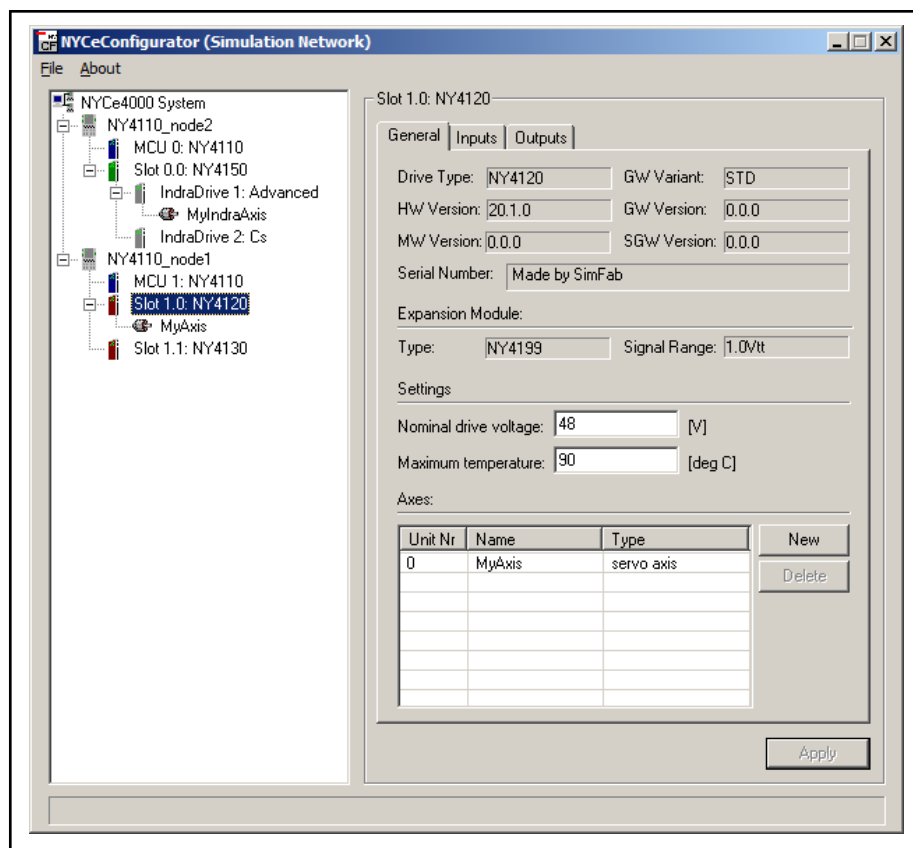 NYCeConfigurator (Simulation Network)
File About
NYCe4000 System
NY4110_node2
MCU 0: NY4110
Slot 0.0: NY4150
IndraDrive 1: Advanced
MyIndraAxis
IndraDrive 2: Cs
NY4110_node1
MCU 1: NY4110
Slot 1.0: NY4120
MyAxis
Slot 1.1: NY4130
Slot 1.0: NY4120
General Inputs Outputs
Drive Type: NY4120 GW Variant: STD
HW Version: 20.1.0 GW Version: 0.0.0
MW Version: 0.0.0 SGW Version: 0.0.0
Serial Number: Made by SimFab
Expansion Module:
Type: NY4199 Signal Range: 1.0Vtt
Settings
Nominal drive voltage: 48 [V]
Maximum temperature: 90 [deg C]
Axes:
Unit Nr Name Type
0 MyAxis servo axis
New
Delete
Apply